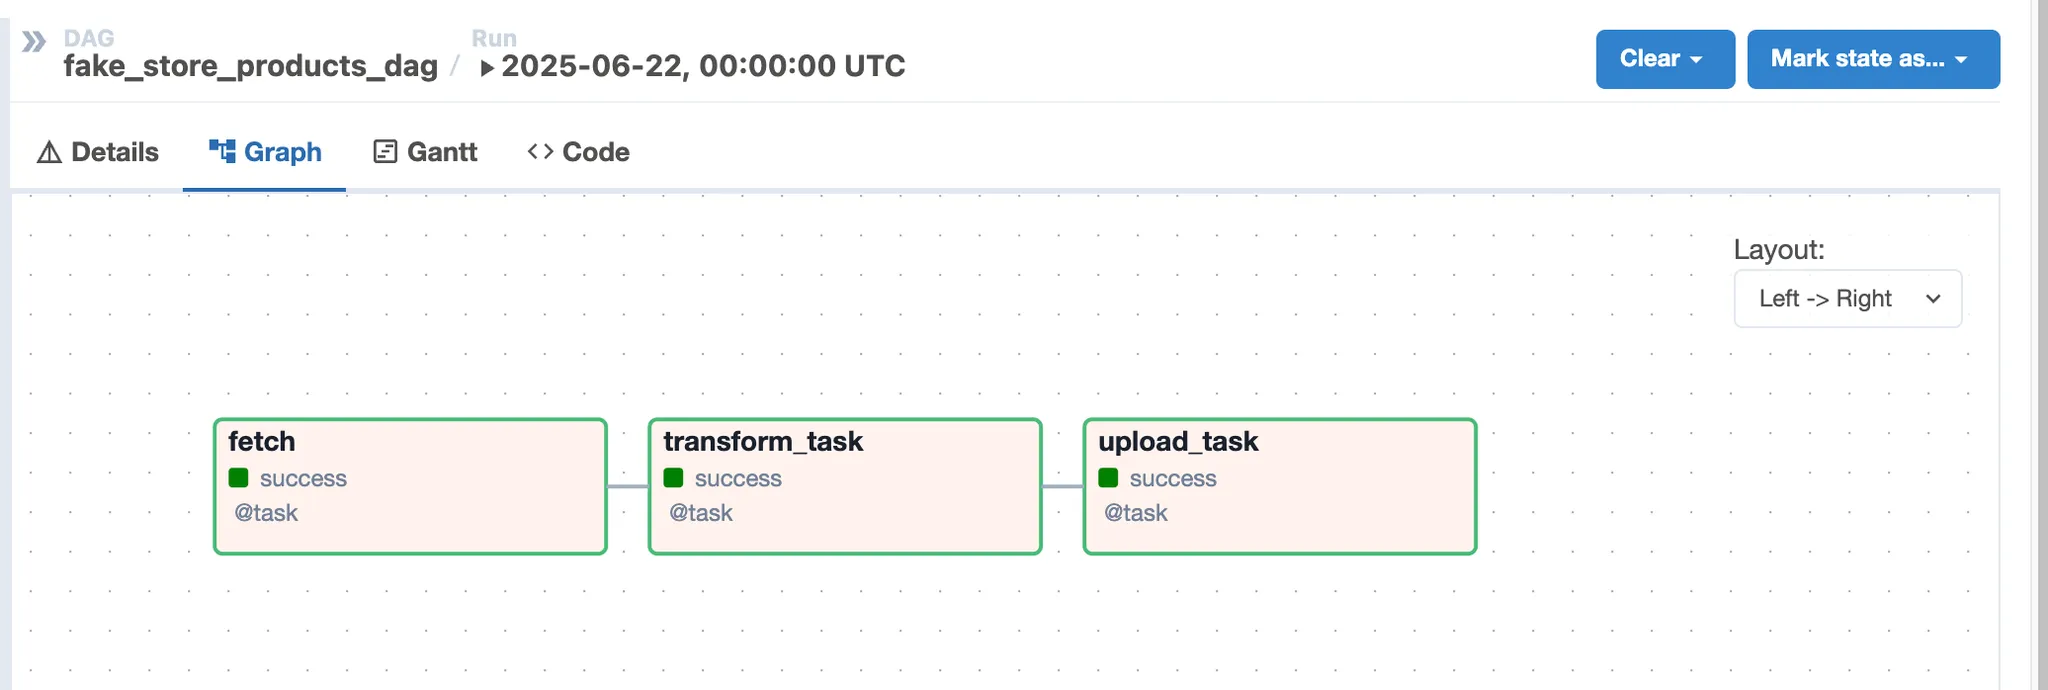 DAG
fake_store_products_dag
/
Run
2025-06-22, 00:00:00 UTC
Clear
Mark state as...
Details
Graph
Gantt
Code
Layout:
Left -> Right
fetch
success
@task
transform_task
success
@task
upload_task
success
@task